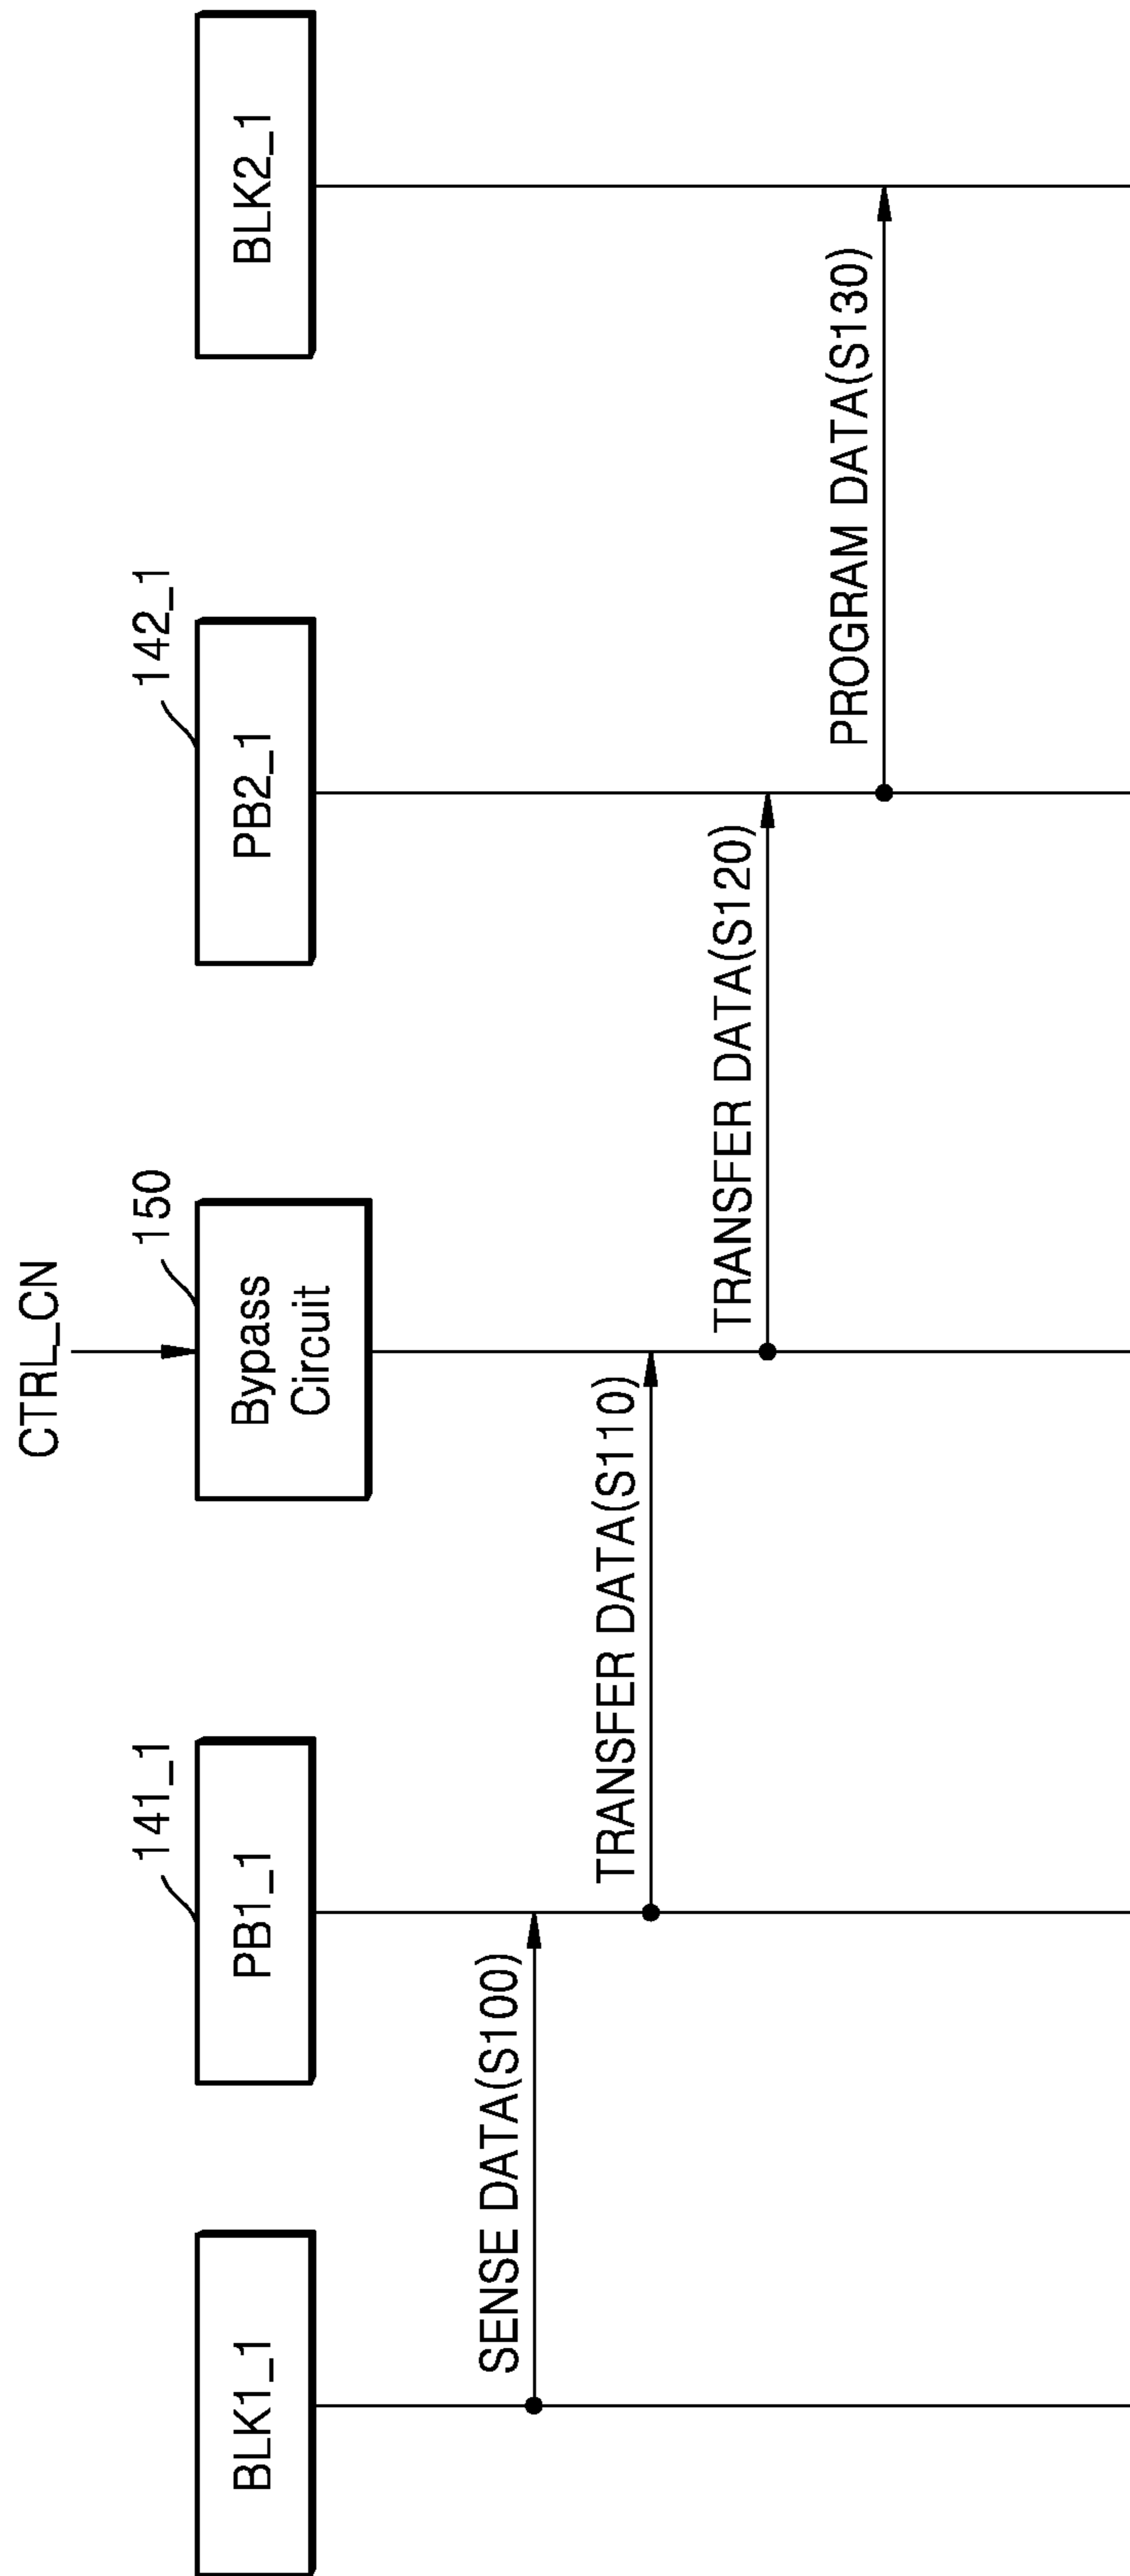 CTRL_CN
141_1
150
142_1
BLK1_1
PB1_1
Bypass
Circuit
PB2_1
BLK2_1
SENSE DATA(S100)
TRANSFER DATA(S110)
TRANSFER DATA(S120)
PROGRAM DATA(S130)